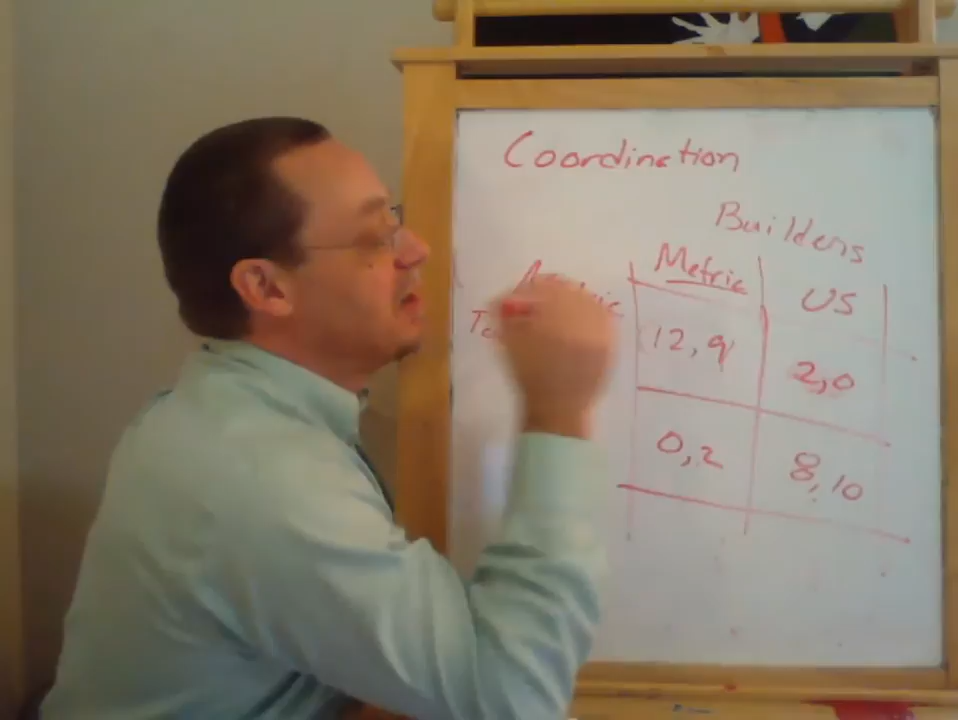 Coordination
Builders
Metric US
12, 9 2, 0
0, 2 8, 10